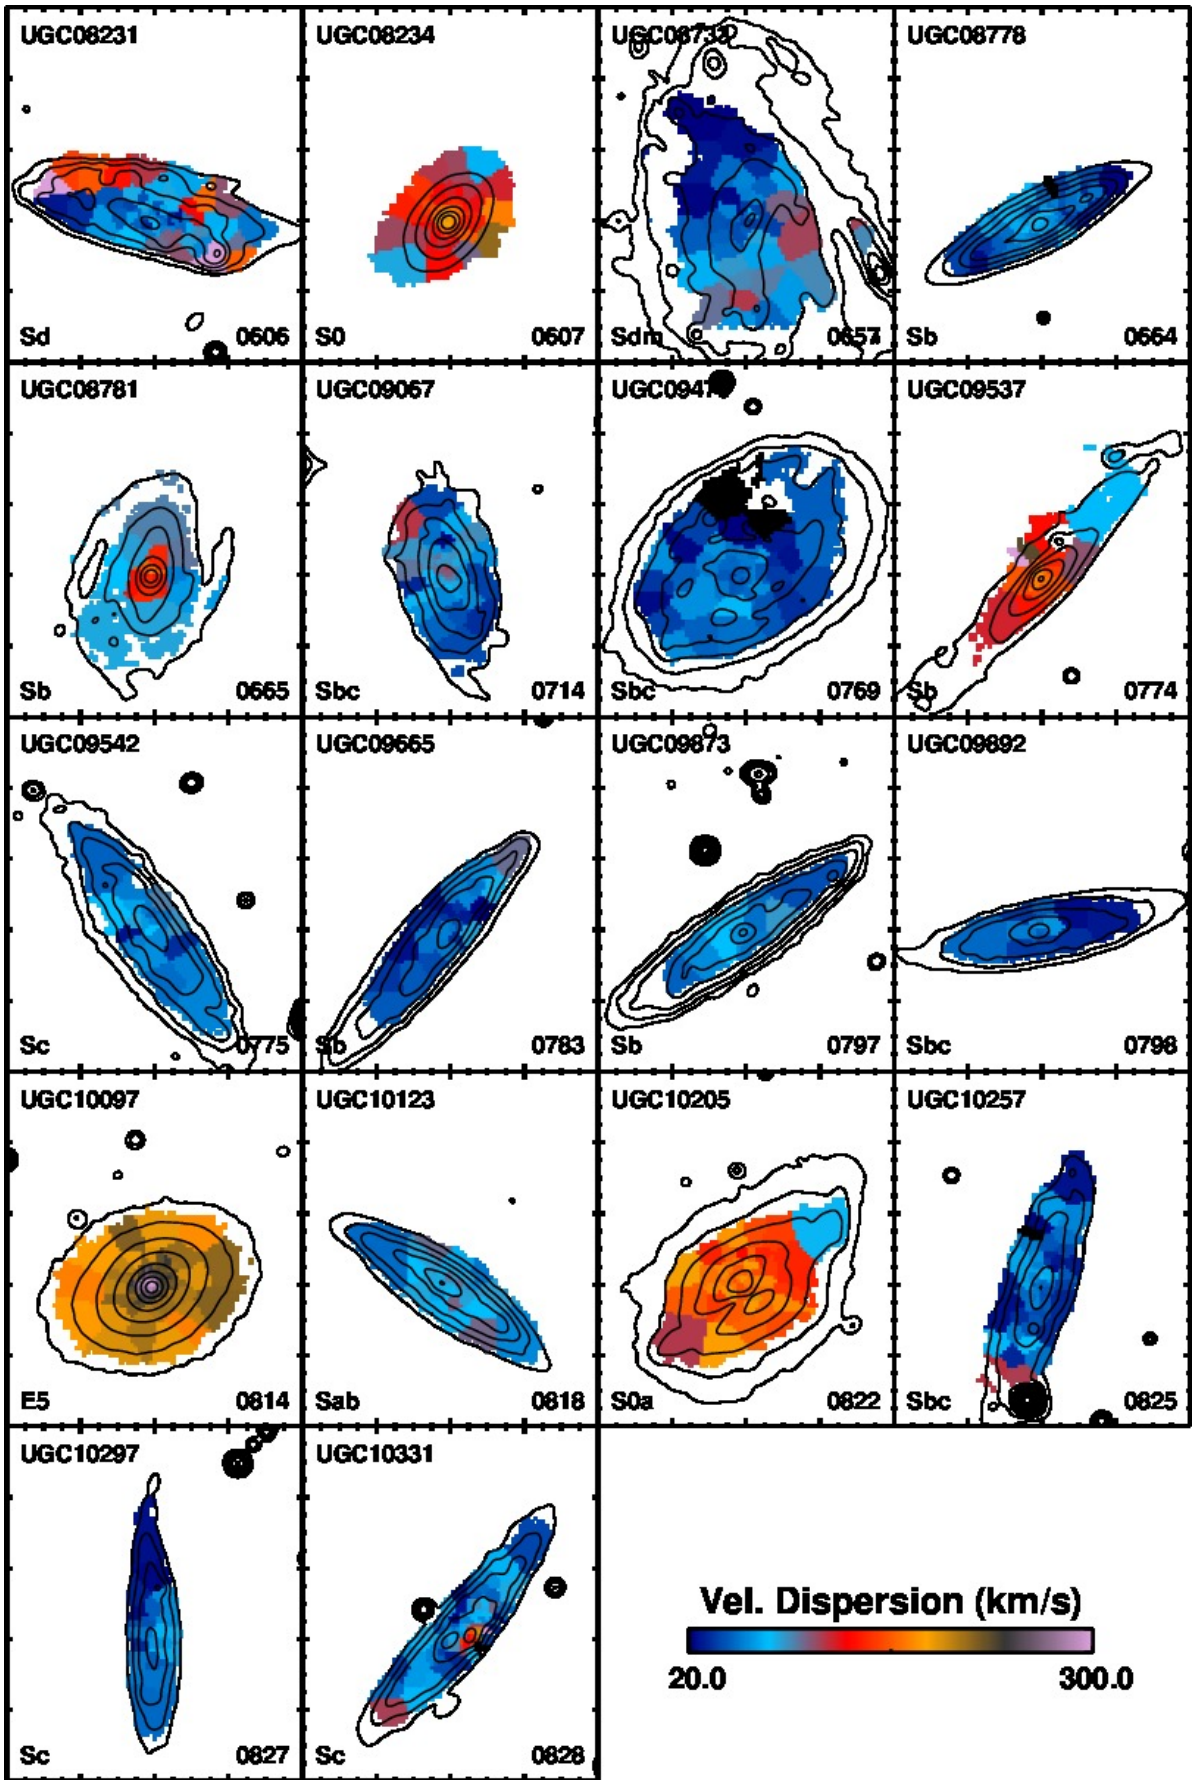 UGC08231 UGC08234 UGC08733 UGC08778
Sd 0606 S0 0607 Sdm 0657 Sb 0664
UGC08781 UGC09067 UGC09537
Sb 0665 Sbc 0714 Sbc 0769 Sb 0774
UGC09542 UGC09665 UGC09873 UGC09892
Sc 0775 Sb 0783 Sb 0797 Sbc 0798
UGC10097 UGC10123 UGC10205 UGC10257
E5 0814 Sab 0818 S0a 0822 Sbc 0825
UGC10297 UGC10331
Vel. Dispersion (km/s)
20.0 300.0
Sc 0827 Sc 0828